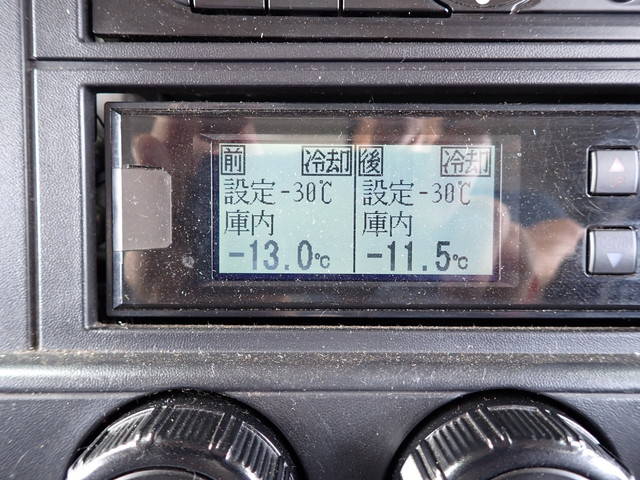 前 冷却 後 冷却
設定-30℃ 設定-30℃
庫内 庫内
-13.0℃ -11.5℃